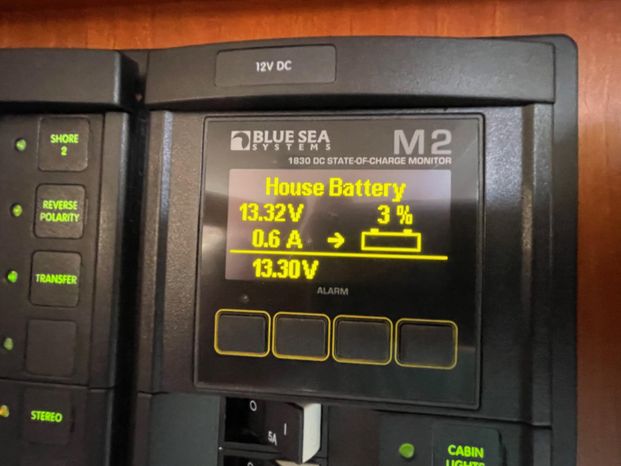 12V DC
SHORE
2
REVERSE
POLARITY
TRANSFER
STEREO
BLUE SEA
SYSTEMS
M2
1830 DC STATE-OF-CHARGE MONITOR
House Battery
13.32V 3 %
0.6 A →
13.30V
ALARM
O
5A I
CABIN
LIGHTS